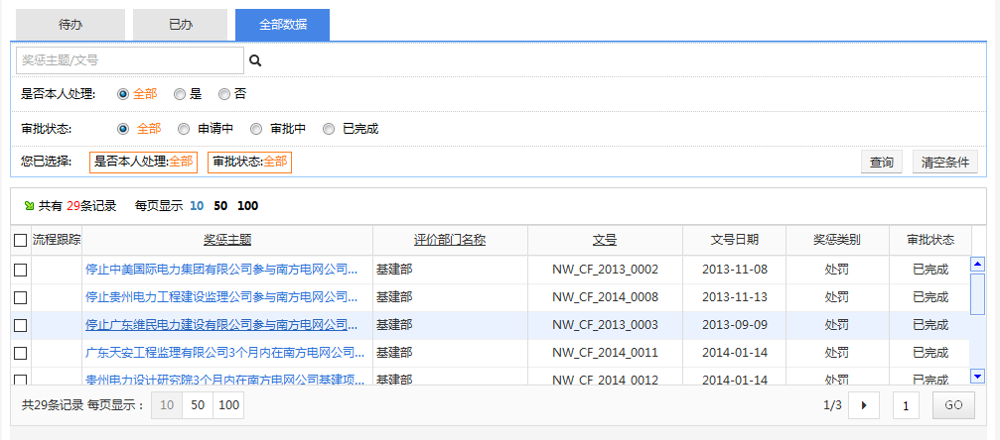 待办 已办 全部数据
奖惩主题/文号
是否本人处理: 全部 是 否
审批状态: 全部 申请中 审批中 已完成
您已选择: 是否本人处理:全部 审批状态:全部 查询 清空条件
共有 29条记录 每页显示 10 50 100
流程跟踪 奖惩主题 评价部门名称 文号 文号日期 奖惩类别 审批状态
停止中美国际电力集团有限公司参与南方电网公司... 基建部 NW_CF_2013_0002 2013-11-08 处罚 已完成
停止贵州电力工程建设监理公司参与南方电网公司... 基建部 NW_CF_2014_0008 2013-11-13 处罚 已完成
停止广东维民电力建设有限公司参与南方电网公司... 基建部 NW_CF_2013_0003 2013-09-09 处罚 已完成
广东天安工程监理有限公司3个月内在南方电网公司... 基建部 NW_CF_2014_0011 2014-01-14 处罚 已完成
贵州电力设计研究院3个月内在南方电网公司基建项... 基建部 NW_CF_2014_0012 2014-01-14 处罚 已完成
共29条记录 每页显示： 10 50 100 1/3 1 GO